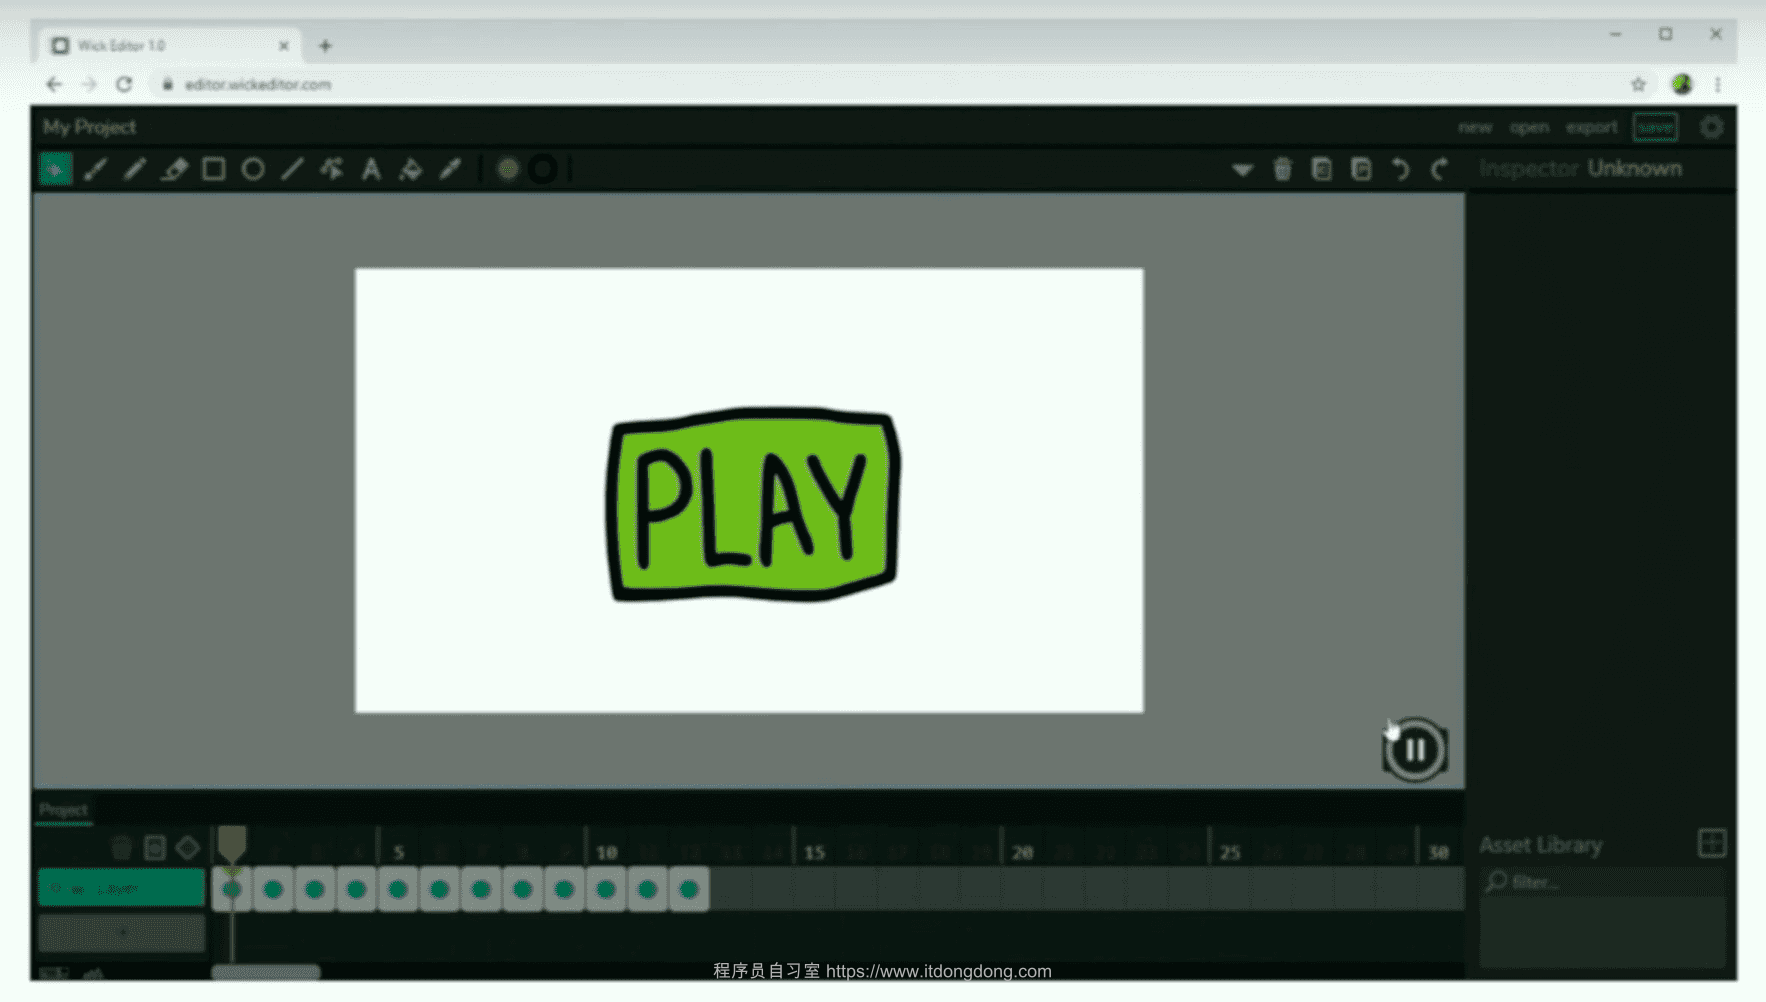 Wick Editor 1.0
editor.wickeditor.com
My Project
new open export save
Inspector Unknown
PLAY
Project
5 10 15 20 25 30
Layer
Asset Library
filter...
程序员自习室 https://www.itdongdong.com